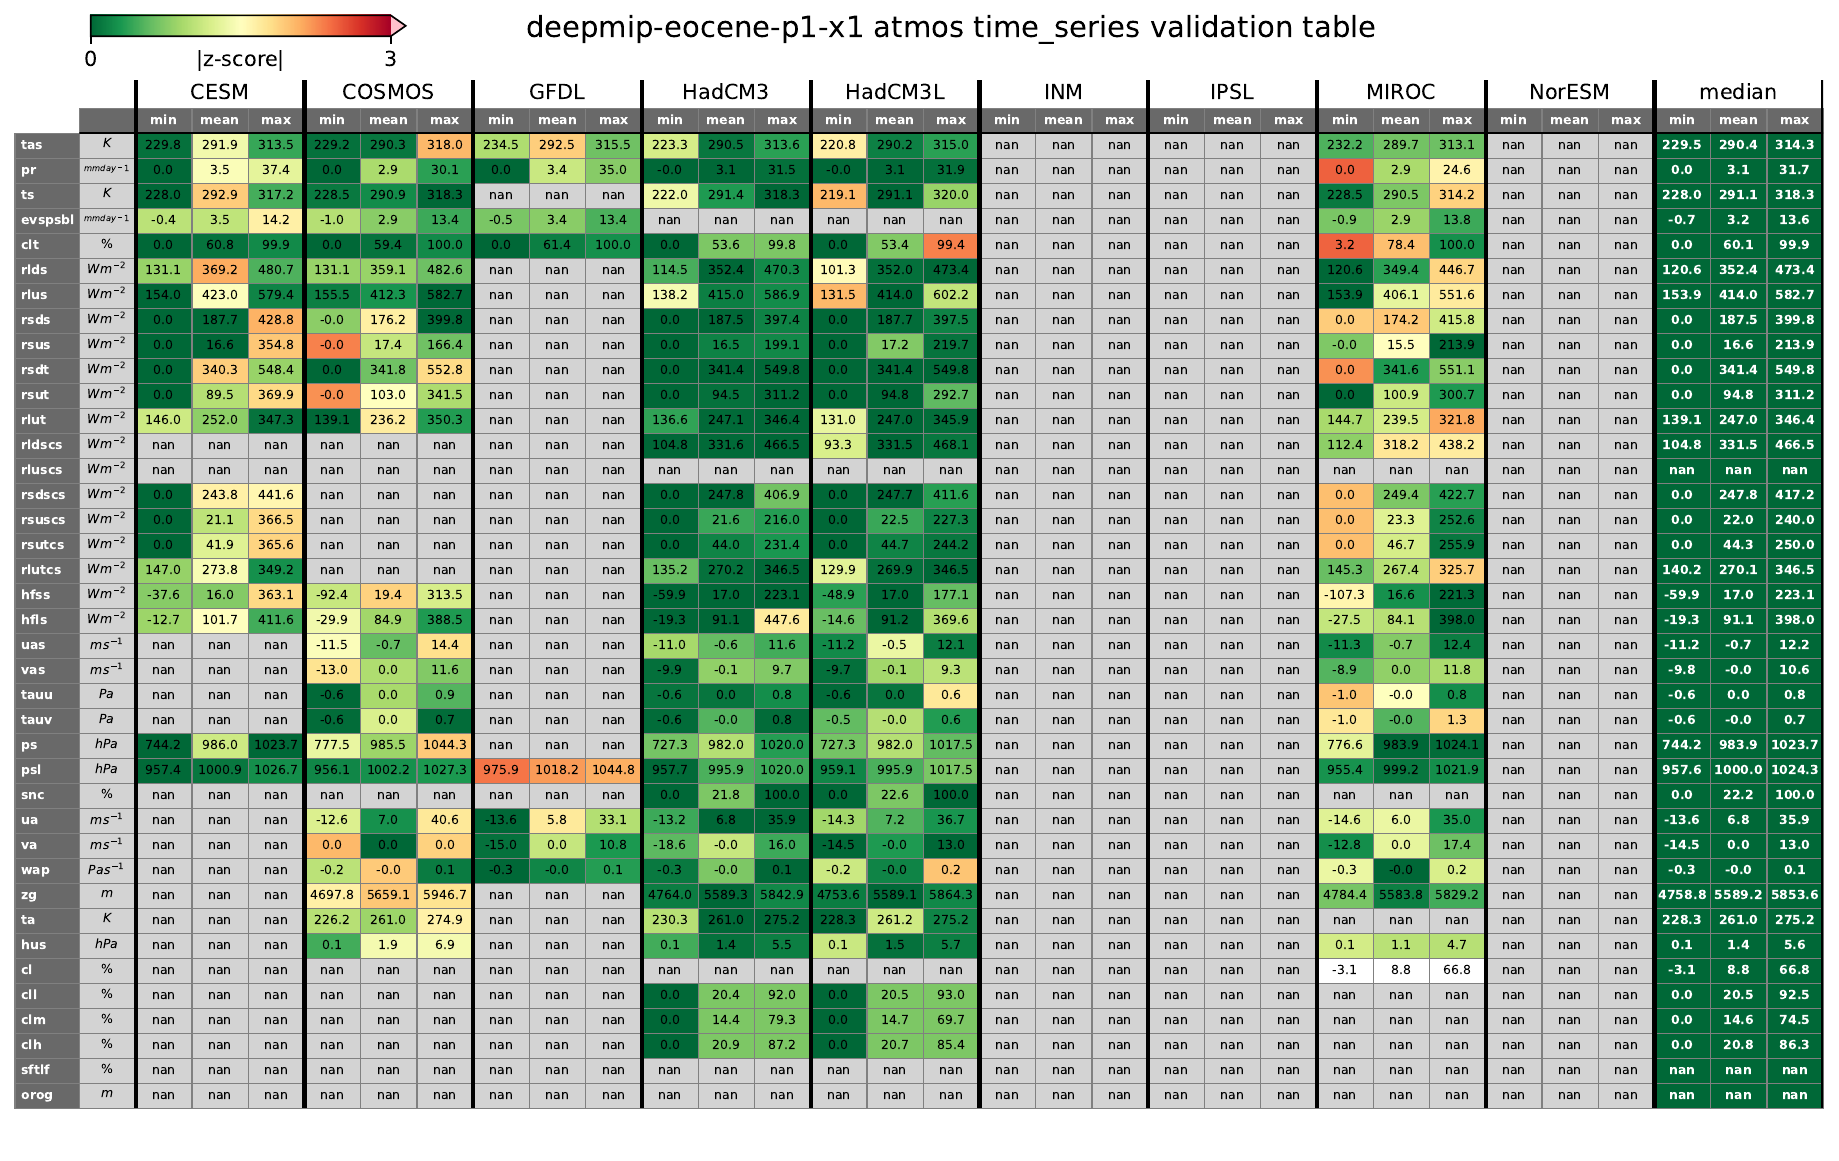 deepmip-eocene-p1-x1 atmos time_series validation table
0 |z-score| 3
CESM COSMOS GFDL HadCM3 HadCM3L INM IPSL MIROC NorESM median
min mean max min mean max min mean max min mean max min mean max min mean max min mean max min mean max min mean max min mean max
tas K 229.8 291.9 313.5 229.2 290.3 318.0 234.5 292.5 315.5 223.3 290.5 313.6 220.8 290.2 315.0 nan nan nan nan nan nan 232.2 289.7 313.1 nan nan nan 229.5 290.4 314.3
pr mmday−1 0.0 3.5 37.4 0.0 2.9 30.1 0.0 3.4 35.0 -0.0 3.1 31.5 -0.0 3.1 31.9 nan nan nan nan nan nan 0.0 2.9 24.6 nan nan nan 0.0 3.1 31.7
ts K 228.0 292.9 317.2 228.5 290.9 318.3 nan nan nan 222.0 291.4 318.3 219.1 291.1 320.0 nan nan nan nan nan nan 228.5 290.5 314.2 nan nan nan 228.0 291.1 318.3
evspsbl mmday−1 -0.4 3.5 14.2 -1.0 2.9 13.4 -0.5 3.4 13.4 nan nan nan nan nan nan nan nan nan nan nan nan -0.9 2.9 13.8 nan nan nan -0.7 3.2 13.6
clt % 0.0 60.8 99.9 0.0 59.4 100.0 0.0 61.4 100.0 0.0 53.6 99.8 0.0 53.4 99.4 nan nan nan nan nan nan 3.2 78.4 100.0 nan nan nan 0.0 60.1 99.9
rlds Wm−2 131.1 369.2 480.7 131.1 359.1 482.6 nan nan nan 114.5 352.4 470.3 101.3 352.0 473.4 nan nan nan nan nan nan 120.6 349.4 446.7 nan nan nan 120.6 352.4 473.4
rlus Wm−2 154.0 423.0 579.4 155.5 412.3 582.7 nan nan nan 138.2 415.0 586.9 131.5 414.0 602.2 nan nan nan nan nan nan 153.9 406.1 551.6 nan nan nan 153.9 414.0 582.7
rsds Wm−2 0.0 187.7 428.8 -0.0 176.2 399.8 nan nan nan 0.0 187.5 397.4 0.0 187.7 397.5 nan nan nan nan nan nan 0.0 174.2 415.8 nan nan nan 0.0 187.5 399.8
rsus Wm−2 0.0 16.6 354.8 -0.0 17.4 166.4 nan nan nan 0.0 16.5 199.1 0.0 17.2 219.7 nan nan nan nan nan nan -0.0 15.5 213.9 nan nan nan 0.0 16.6 213.9
rsdt Wm−2 0.0 340.3 548.4 0.0 341.8 552.8 nan nan nan 0.0 341.4 549.8 0.0 341.4 549.8 nan nan nan nan nan nan 0.0 341.6 551.1 nan nan nan 0.0 341.4 549.8
rsut Wm−2 0.0 89.5 369.9 -0.0 103.0 341.5 nan nan nan 0.0 94.5 311.2 0.0 94.8 292.7 nan nan nan nan nan nan 0.0 100.9 300.7 nan nan nan 0.0 94.8 311.2
rlut Wm−2 146.0 252.0 347.3 139.1 236.2 350.3 nan nan nan 136.6 247.1 346.4 131.0 247.0 345.9 nan nan nan nan nan nan 144.7 239.5 321.8 nan nan nan 139.1 247.0 346.4
rldscs Wm−2 nan nan nan nan nan nan nan nan nan 104.8 331.6 466.5 93.3 331.5 468.1 nan nan nan nan nan nan 112.4 318.2 438.2 nan nan nan 104.8 331.5 466.5
rluscs Wm−2 nan nan nan nan nan nan nan nan nan nan nan nan nan nan nan nan nan nan nan nan nan nan nan nan nan nan nan nan nan nan
rsdscs Wm−2 0.0 243.8 441.6 nan nan nan nan nan nan 0.0 247.8 406.9 0.0 247.7 411.6 nan nan nan nan nan nan 0.0 249.4 422.7 nan nan nan 0.0 247.8 417.2
rsuscs Wm−2 0.0 21.1 366.5 nan nan nan nan nan nan 0.0 21.6 216.0 0.0 22.5 227.3 nan nan nan nan nan nan 0.0 23.3 252.6 nan nan nan 0.0 22.0 240.0
rsutcs Wm−2 0.0 41.9 365.6 nan nan nan nan nan nan 0.0 44.0 231.4 0.0 44.7 244.2 nan nan nan nan nan nan 0.0 46.7 255.9 nan nan nan 0.0 44.3 250.0
rlutcs Wm−2 147.0 273.8 349.2 nan nan nan nan nan nan 135.2 270.2 346.5 129.9 269.9 346.5 nan nan nan nan nan nan 145.3 267.4 325.7 nan nan nan 140.2 270.1 346.5
hfss Wm−2 -37.6 16.0 363.1 -92.4 19.4 313.5 nan nan nan -59.9 17.0 223.1 -48.9 17.0 177.1 nan nan nan nan nan nan -107.3 16.6 221.3 nan nan nan -59.9 17.0 223.1
hfls Wm−2 -12.7 101.7 411.6 -29.9 84.9 388.5 nan nan nan -19.3 91.1 447.6 -14.6 91.2 369.6 nan nan nan nan nan nan -27.5 84.1 398.0 nan nan nan -19.3 91.1 398.0
uas ms−1 nan nan nan -11.5 -0.7 14.4 nan nan nan -11.0 -0.6 11.6 -11.2 -0.5 12.1 nan nan nan nan nan nan -11.3 -0.7 12.4 nan nan nan -11.2 -0.7 12.2
vas ms−1 nan nan nan -13.0 0.0 11.6 nan nan nan -9.9 -0.1 9.7 -9.7 -0.1 9.3 nan nan nan nan nan nan -8.9 0.0 11.8 nan nan nan -9.8 -0.0 10.6
tauu Pa nan nan nan -0.6 0.0 0.9 nan nan nan -0.6 0.0 0.8 -0.6 0.0 0.6 nan nan nan nan nan nan -1.0 -0.0 0.8 nan nan nan -0.6 0.0 0.8
tauv Pa nan nan nan -0.6 0.0 0.7 nan nan nan -0.6 -0.0 0.8 -0.5 -0.0 0.6 nan nan nan nan nan nan -1.0 -0.0 1.3 nan nan nan -0.6 -0.0 0.7
ps hPa 744.2 986.0 1023.7 777.5 985.5 1044.3 nan nan nan 727.3 982.0 1020.0 727.3 982.0 1017.5 nan nan nan nan nan nan 776.6 983.9 1024.1 nan nan nan 744.2 983.9 1023.7
psl hPa 957.4 1000.9 1026.7 956.1 1002.2 1027.3 975.9 1018.2 1044.8 957.7 995.9 1020.0 959.1 995.9 1017.5 nan nan nan nan nan nan 955.4 999.2 1021.9 nan nan nan 957.6 1000.0 1024.3
snc % nan nan nan nan nan nan nan nan nan 0.0 21.8 100.0 0.0 22.6 100.0 nan nan nan nan nan nan nan nan nan nan nan nan 0.0 22.2 100.0
ua ms−1 nan nan nan -12.6 7.0 40.6 -13.6 5.8 33.1 -13.2 6.8 35.9 -14.3 7.2 36.7 nan nan nan nan nan nan -14.6 6.0 35.0 nan nan nan -13.6 6.8 35.9
va ms−1 nan nan nan 0.0 0.0 0.0 -15.0 0.0 10.8 -18.6 -0.0 16.0 -14.5 -0.0 13.0 nan nan nan nan nan nan -12.8 0.0 17.4 nan nan nan -14.5 0.0 13.0
wap Pas−1 nan nan nan -0.2 -0.0 0.1 -0.3 -0.0 0.1 -0.3 -0.0 0.1 -0.2 -0.0 0.2 nan nan nan nan nan nan -0.3 -0.0 0.2 nan nan nan -0.3 -0.0 0.1
zg m nan nan nan 4697.8 5659.1 5946.7 nan nan nan 4764.0 5589.3 5842.9 4753.6 5589.1 5864.3 nan nan nan nan nan nan 4784.4 5583.8 5829.2 nan nan nan 4758.8 5589.2 5853.6
ta K nan nan nan 226.2 261.0 274.9 nan nan nan 230.3 261.0 275.2 228.3 261.2 275.2 nan nan nan nan nan nan nan nan nan nan nan nan 228.3 261.0 275.2
hus hPa nan nan nan 0.1 1.9 6.9 nan nan nan 0.1 1.4 5.5 0.1 1.5 5.7 nan nan nan nan nan nan 0.1 1.1 4.7 nan nan nan 0.1 1.4 5.6
cl % nan nan nan nan nan nan nan nan nan nan nan nan nan nan nan nan nan nan nan nan nan -3.1 8.8 66.8 nan nan nan -3.1 8.8 66.8
cll % nan nan nan nan nan nan nan nan nan 0.0 20.4 92.0 0.0 20.5 93.0 nan nan nan nan nan nan nan nan nan nan nan nan 0.0 20.5 92.5
clm % nan nan nan nan nan nan nan nan nan 0.0 14.4 79.3 0.0 14.7 69.7 nan nan nan nan nan nan nan nan nan nan nan nan 0.0 14.6 74.5
clh % nan nan nan nan nan nan nan nan nan 0.0 20.9 87.2 0.0 20.7 85.4 nan nan nan nan nan nan nan nan nan nan nan nan 0.0 20.8 86.3
sftlf % nan nan nan nan nan nan nan nan nan nan nan nan nan nan nan nan nan nan nan nan nan nan nan nan nan nan nan nan nan nan
orog m nan nan nan nan nan nan nan nan nan nan nan nan nan nan nan nan nan nan nan nan nan nan nan nan nan nan nan nan nan nan